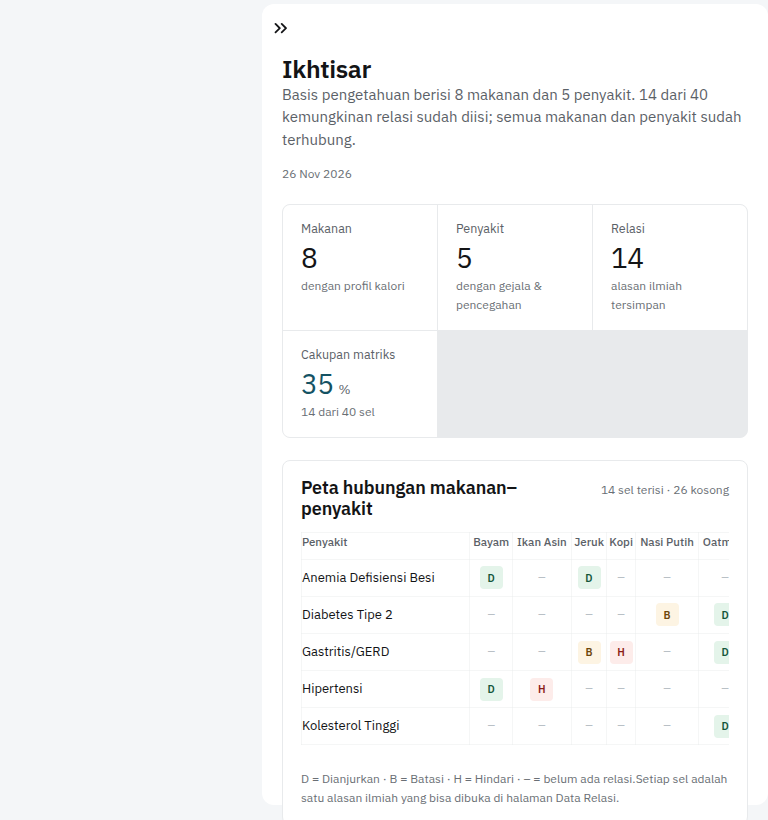 Ikhtisar
Basis pengetahuan berisi 8 makanan dan 5 penyakit. 14 dari 40
kemungkinan relasi sudah diisi; semua makanan dan penyakit sudah
terhubung.
26 Nov 2026
Makanan
8
dengan profil kalori
Penyakit
5
dengan gejala &
pencegahan
Relasi
14
alasan ilmiah
tersimpan
Cakupan matriks
35 %
14 dari 40 sel
Peta hubungan makanan–
penyakit
14 sel terisi · 26 kosong
Penyakit Bayam Ikan Asin Jeruk Kopi Nasi Putih Oatm
Anemia Defisiensi Besi D – D – – –
Diabetes Tipe 2 – – – – B D
Gastritis/GERD – – B H – D
Hipertensi D H – – – –
Kolesterol Tinggi – – – – – D
D = Dianjurkan · B = Batasi · H = Hindari · – = belum ada relasi.Setiap sel adalah
satu alasan ilmiah yang bisa dibuka di halaman Data Relasi.